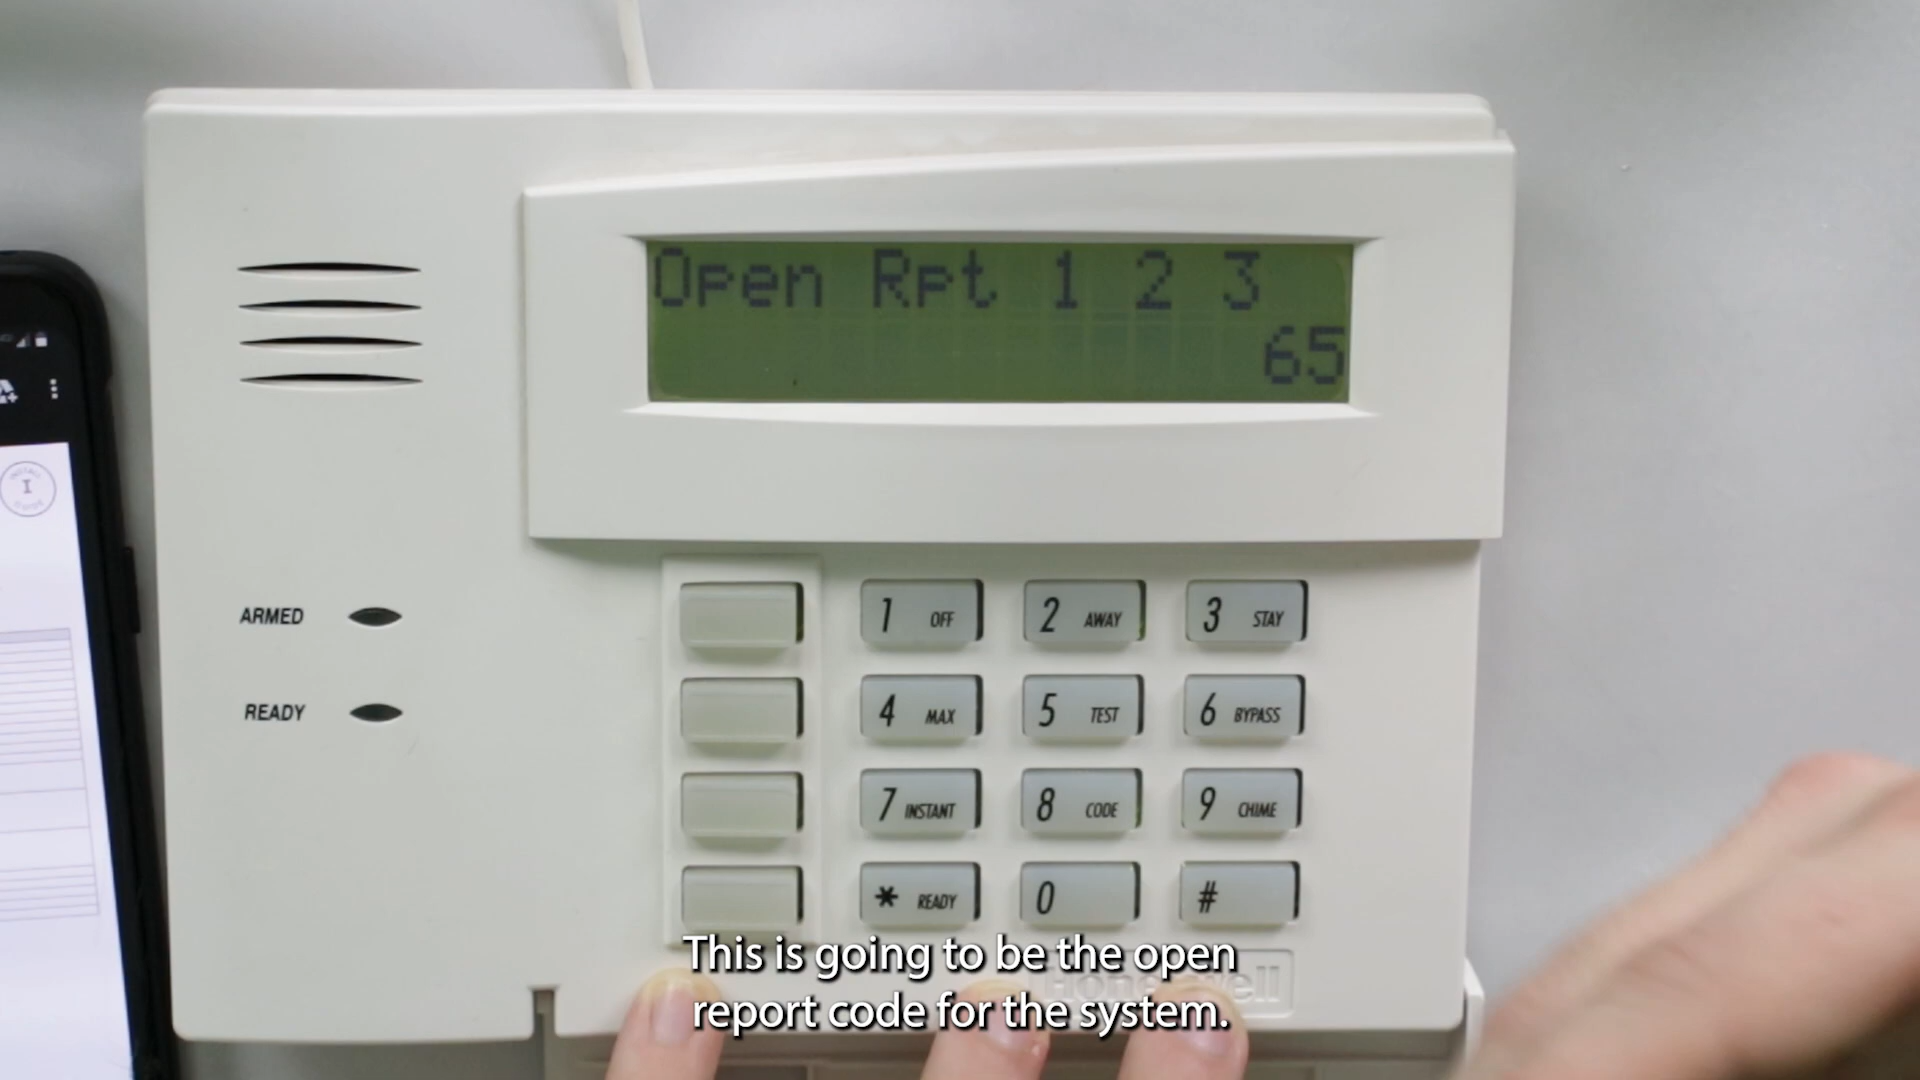 Open Rpt 1 2 3
65
I
ARMED
READY
1 OFF
2 AWAY
3 STAY
4 MAX
5 TEST
6 BYPASS
7 INSTANT
8 CODE
9 CHIME
* READY
0
#
Honeywell
This is going to be the open
report code for the system.